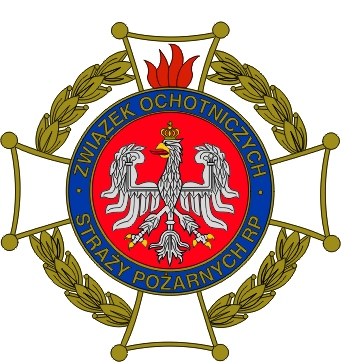 ZWIĄZEK OCHOTNICZYCH
STRAŻY POŻARNYCH RP